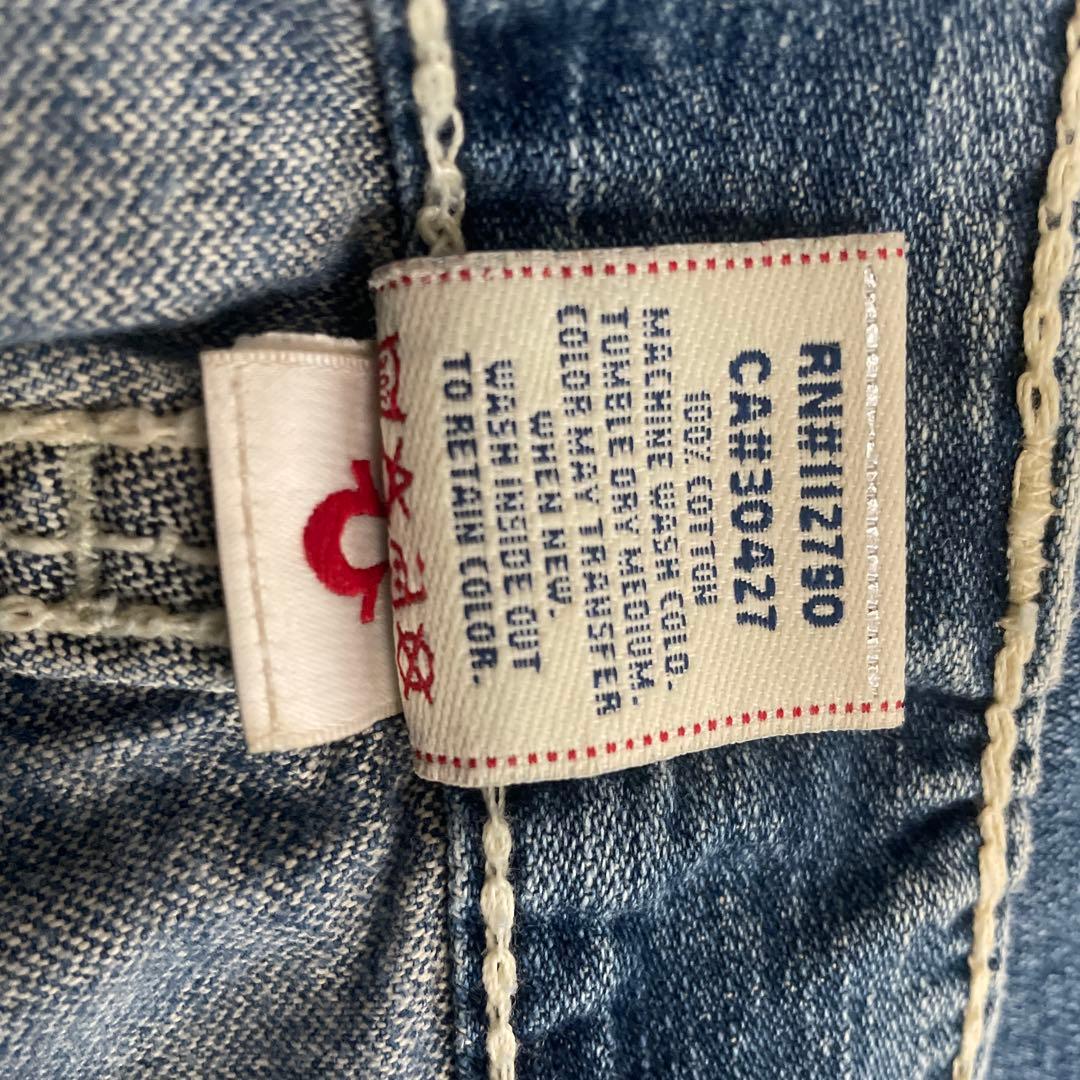 RN#112790
CA#30427
100% COTTON
MACHINE WASH COLD.
TUMBLE DRY MEDIUM.
COLOR MAY TRANSFER
WHEN NEW.
WASH INSIDE OUT
TO RETAIN COLOR.